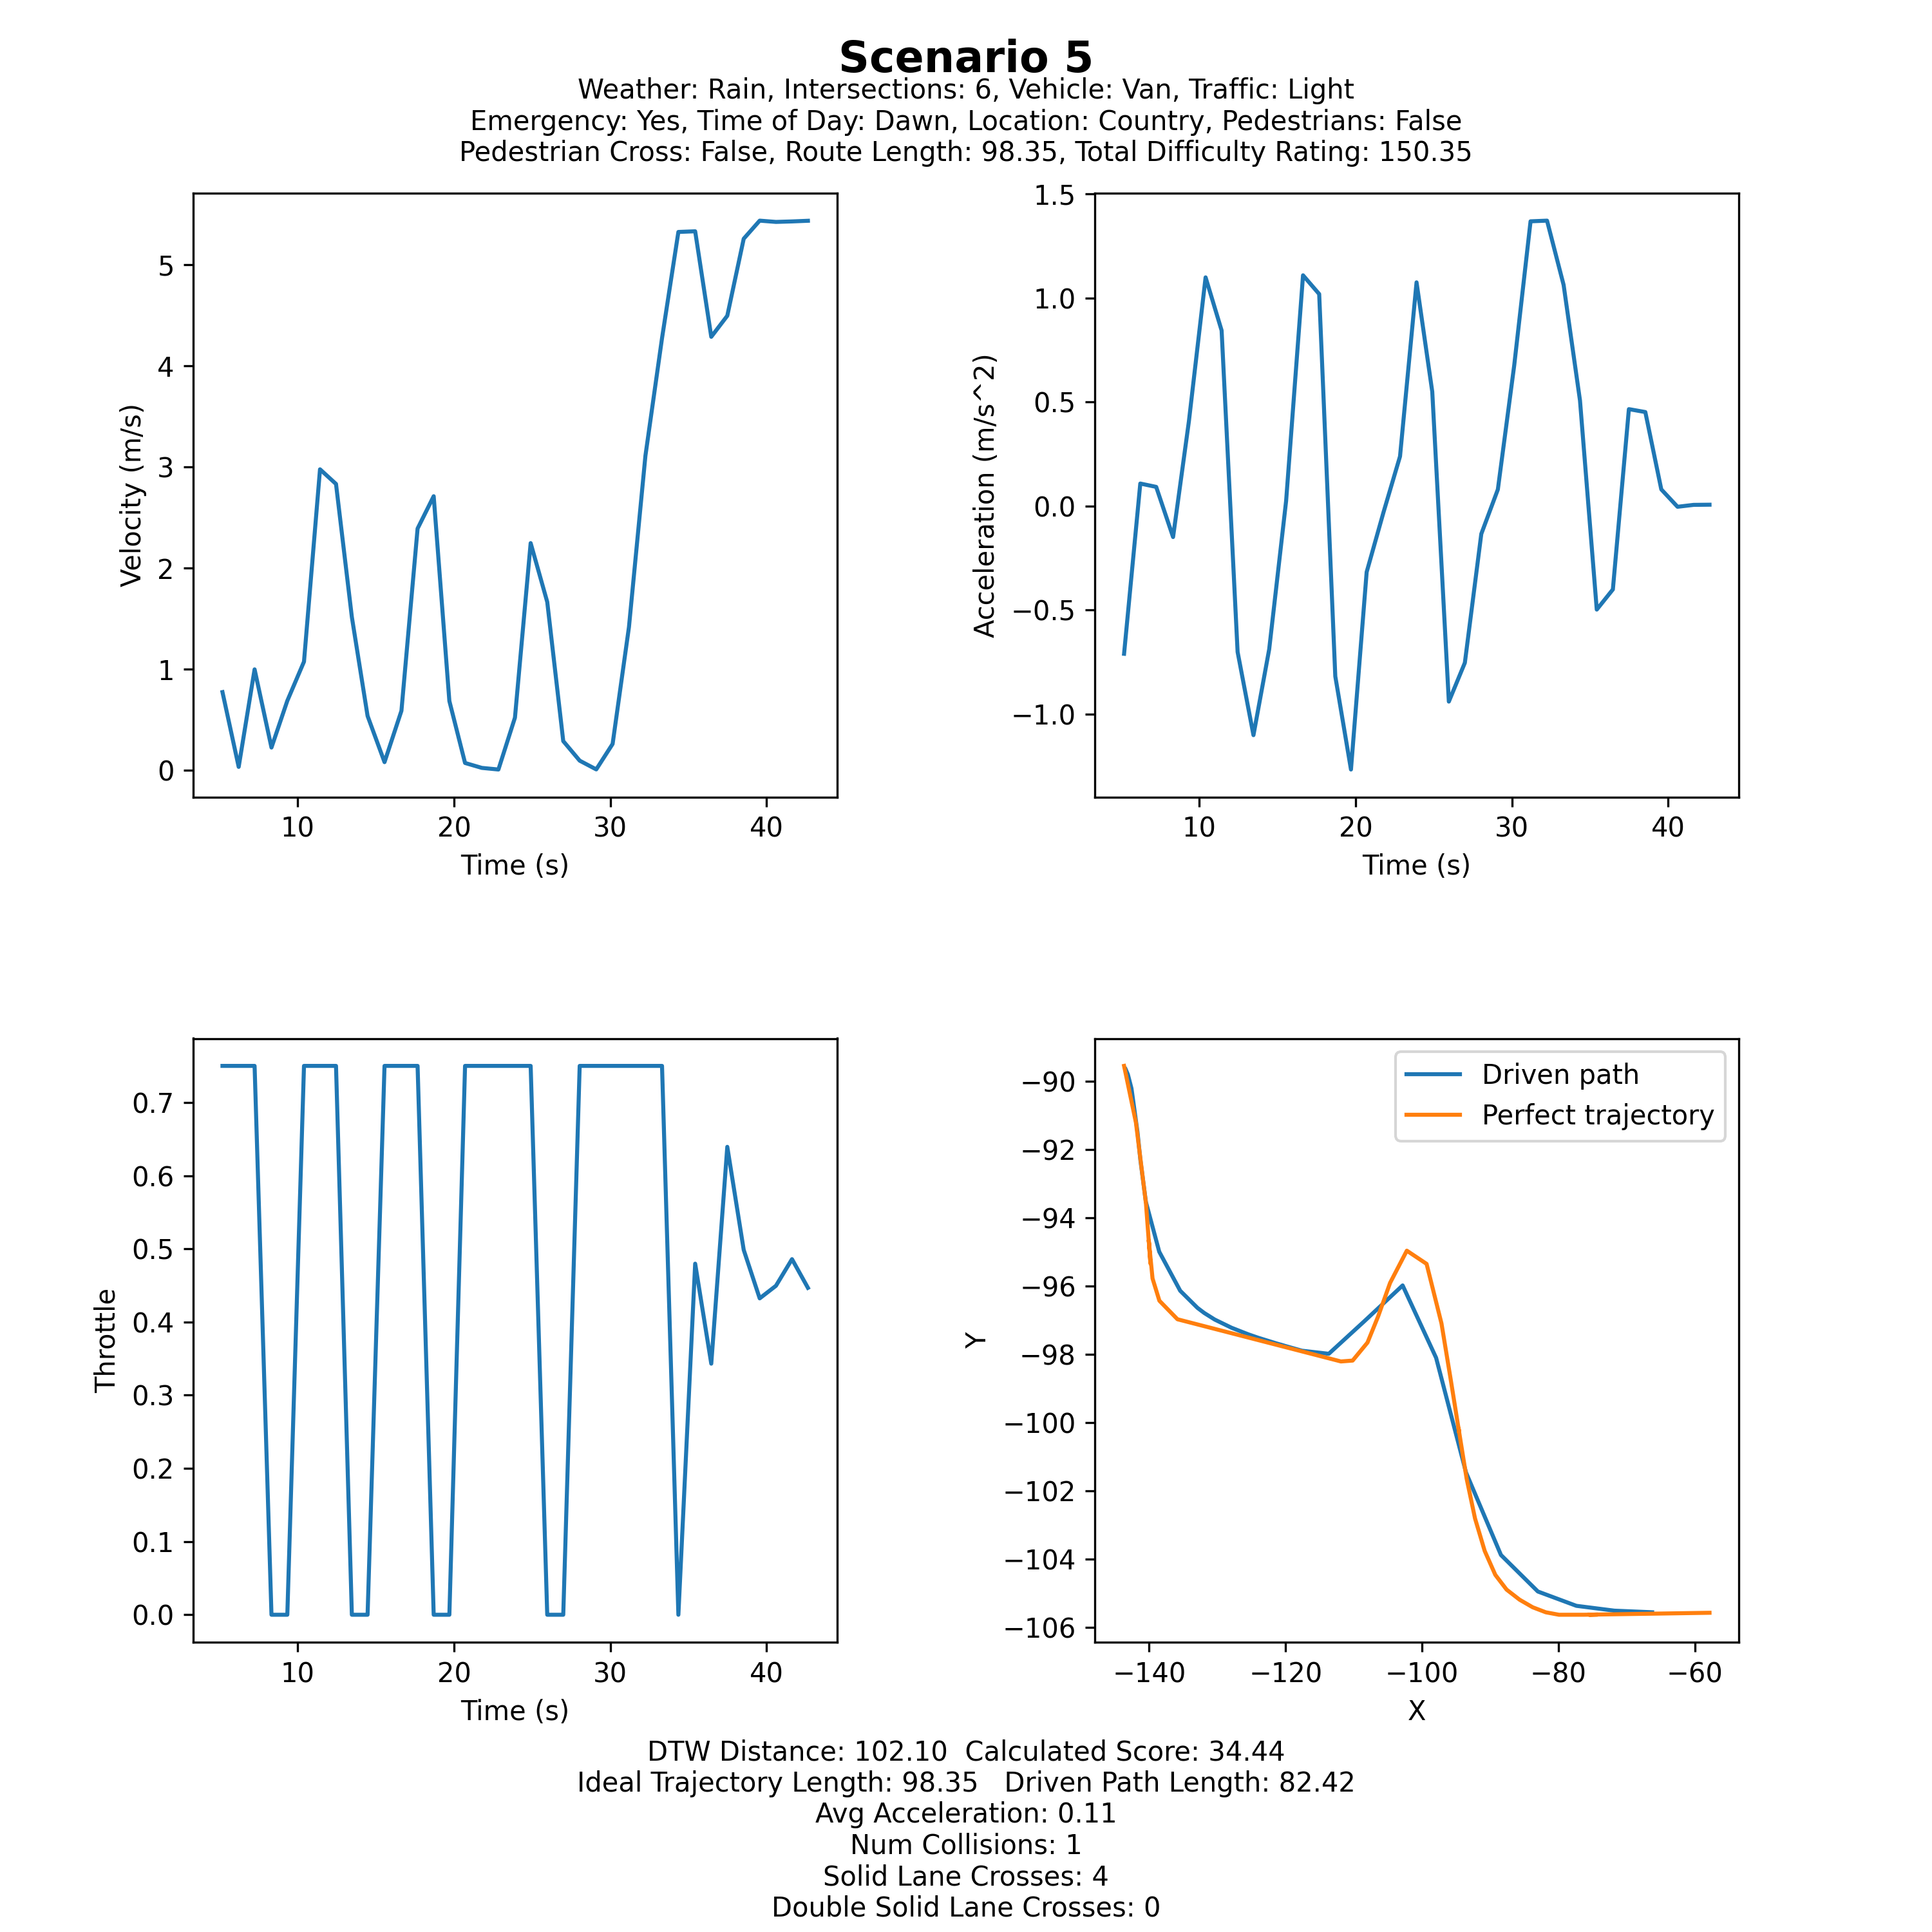 Scenario 5
Weather: Rain, Intersections: 6, Vehicle: Van, Traffic: Light
Emergency: Yes, Time of Day: Dawn, Location: Country, Pedestrians: False
Pedestrian Cross: False, Route Length: 98.35, Total Difficulty Rating: 150.35
Velocity (m/s)
5
4
3
2
1
0
10 20 30 40
Time (s)
Acceleration (m/s^2)
1.5
1.0
0.5
0.0
−0.5
−1.0
10 20 30 40
Time (s)
Throttle
0.7
0.6
0.5
0.4
0.3
0.2
0.1
0.0
10 20 30 40
Time (s)
Driven path
Perfect trajectory
Y
−90
−92
−94
−96
−98
−100
−102
−104
−106
−140 −120 −100 −80 −60
X
DTW Distance: 102.10  Calculated Score: 34.44
Ideal Trajectory Length: 98.35   Driven Path Length: 82.42
Avg Acceleration: 0.11
Num Collisions: 1
Solid Lane Crosses: 4
Double Solid Lane Crosses: 0